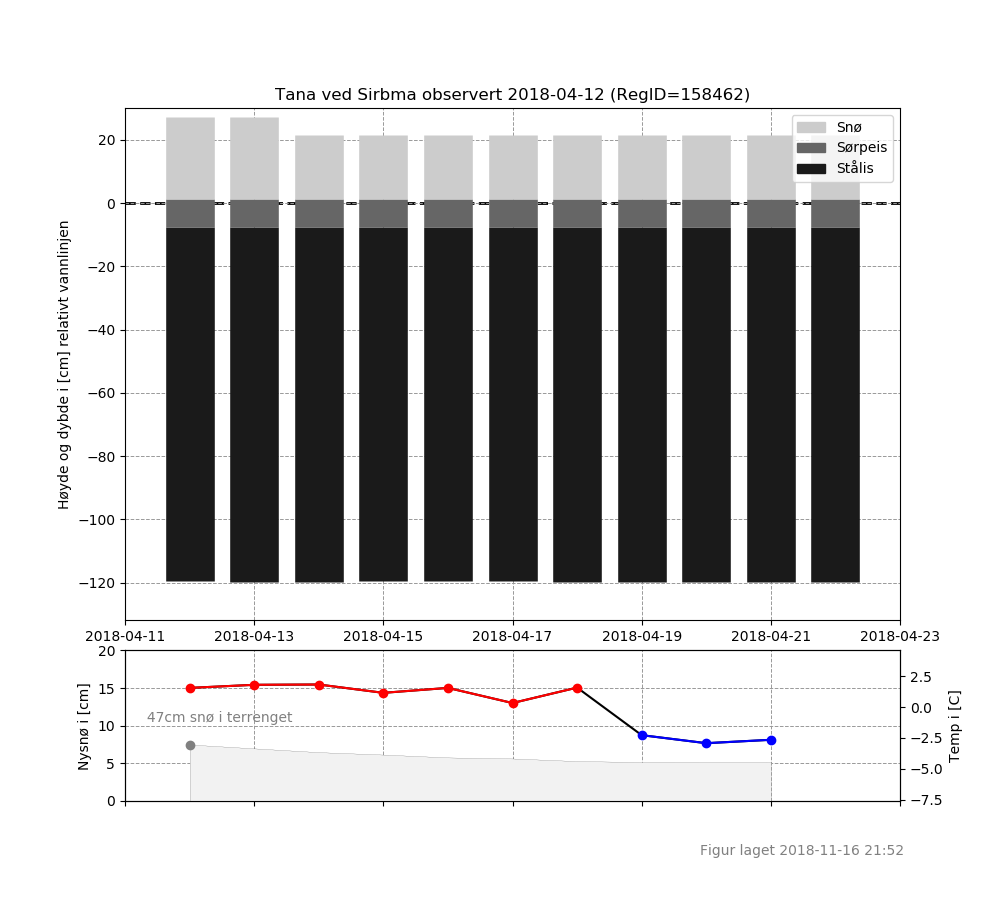 Tana ved Sirbma observert 2018-04-12 (RegID=158462)
Snø
Sørpeis
Stålis
Høyde og dybde i [cm] relativt vannlinjen
20
0
−20
−40
−60
−80
−100
−120
2018-04-11 2018-04-13 2018-04-15 2018-04-17 2018-04-19 2018-04-21 2018-04-23
Nysnø i [cm]
20
15
10
5
0
47cm snø i terrenget
2.5
0.0
−2.5
−5.0
−7.5
Temp i [C]
Figur laget 2018-11-16 21:52